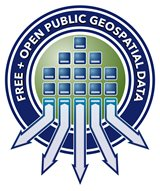 FREE + OPEN PUBLIC GEOSPATIAL DATA